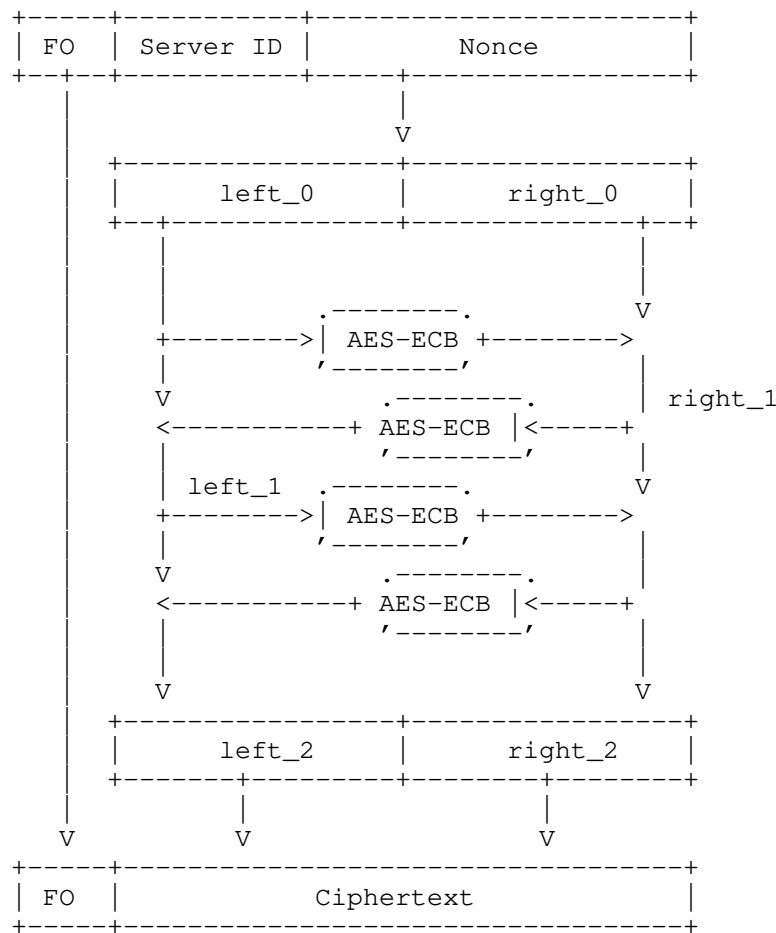 FO Server ID Nonce
left_0 right_0
AES-ECB
right_1
AES-ECB
left_1
AES-ECB
AES-ECB
left_2 right_2
FO Ciphertext